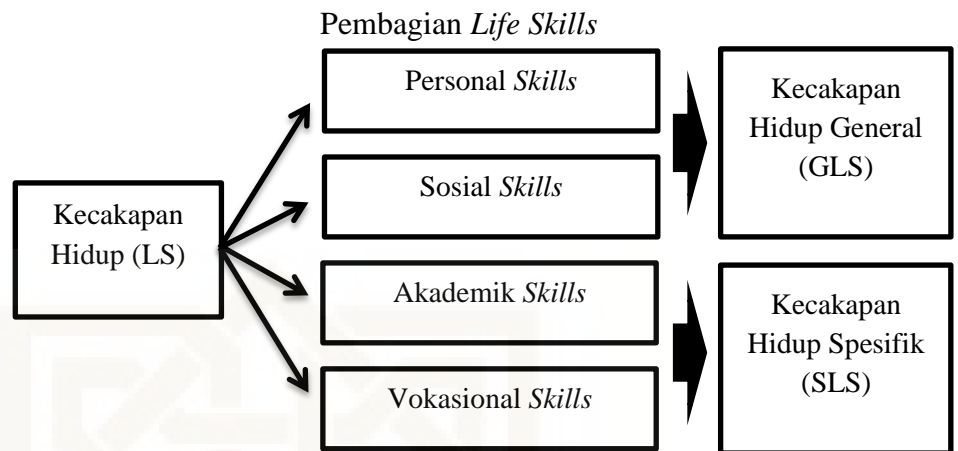 Pembagian Life Skills
Personal Skills
Sosial Skills
Akademik Skills
Vokasional Skills
Kecakapan
Hidup (LS)
Kecakapan
Hidup General
(GLS)
Kecakapan
Hidup Spesifik
(SLS)